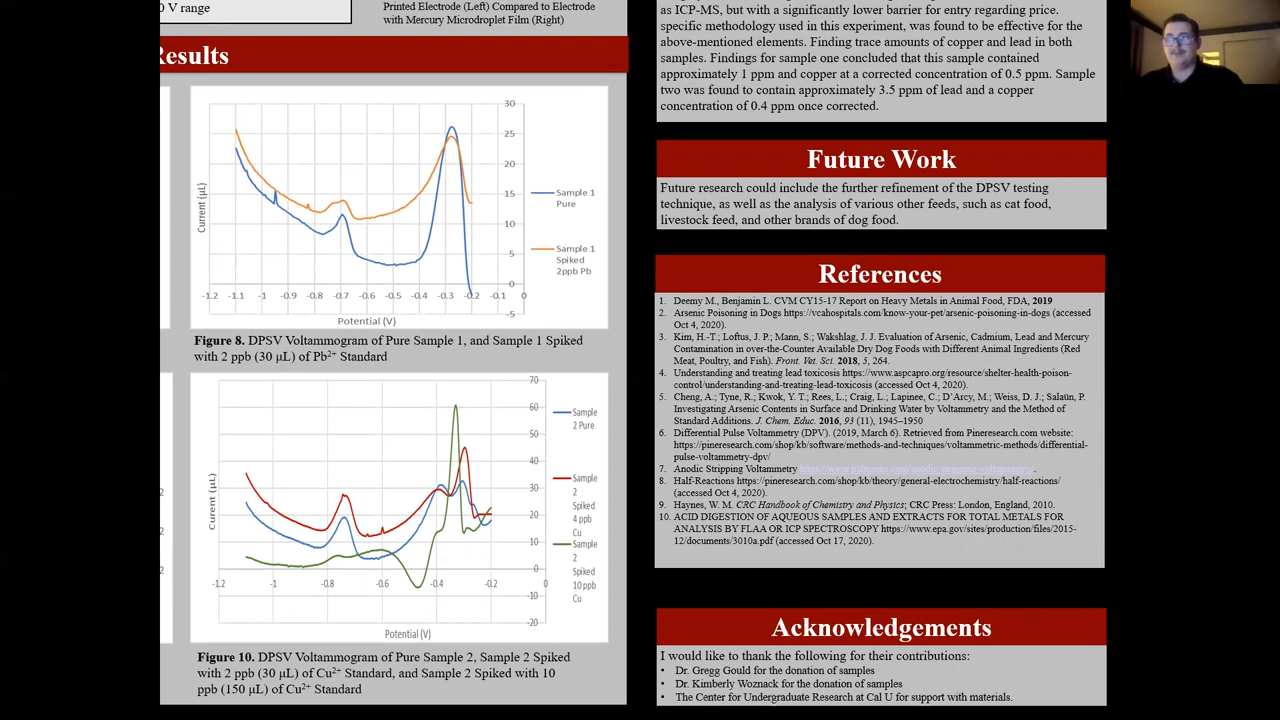 0 V range
Printed Electrode (Left) Compared to Electrode
with Mercury Microdroplet Film (Right)
Results
30
25
20
15
10
5
0
-5
-1.2 -1.1 -1 -0.9 -0.8 -0.7 -0.6 -0.5 -0.4 -0.3 -0.2 -0.1 0
Current (µL)
Potential (V)
Sample 1
Pure
Sample 1
Spiked
2ppb Pb
Figure 8. DPSV Voltammogram of Pure Sample 1, and Sample 1 Spiked
with 2 ppb (30 µL) of Pb²⁺ Standard
70
60
50
40
30
20
10
0
-10
-20
-1.2 -1 -0.8 -0.6 -0.4 -0.2 0
Curent (µL)
Potential (V)
Sample
2 Pure
Sample
2
Spiked
4 ppb
Cu
Sample
2
Spiked
10 ppb
Cu
2
2
Figure 10. DPSV Voltammogram of Pure Sample 2, Sample 2 Spiked
with 2 ppb (30 µL) of Cu²⁺ Standard, and Sample 2 Spiked with 10
ppb (150 µL) of Cu²⁺ Standard
as ICP-MS, but with a significantly lower barrier for entry regarding price.
specific methodology used in this experiment, was found to be effective for the
above-mentioned elements. Finding trace amounts of copper and lead in both
samples. Findings for sample one concluded that this sample contained
approximately 1 ppm and copper at a corrected concentration of 0.5 ppm. Sample
two was found to contain approximately 3.5 ppm of lead and a copper
concentration of 0.4 ppm once corrected.
Future Work
Future research could include the further refinement of the DPSV testing
technique, as well as the analysis of various other feeds, such as cat food,
livestock feed, and other brands of dog food.
References
1. Deemy M., Benjamin L. CVM CY15-17 Report on Heavy Metals in Animal Food, FDA, 2019
2. Arsenic Poisoning in Dogs https://vcahospitals.com/know-your-pet/arsenic-poisoning-in-dogs (accessed
Oct 4, 2020).
3. Kim, H.-T.; Loftus, J. P.; Mann, S.; Wakshlag, J. J. Evaluation of Arsenic, Cadmium, Lead and Mercury
Contamination in over-the-Counter Available Dry Dog Foods with Different Animal Ingredients (Red
Meat, Poultry, and Fish). Front. Vet. Sci. 2018, 5, 264.
4. Understanding and treating lead toxicosis https://www.aspcapro.org/resource/shelter-health-poison-
control/understanding-and-treating-lead-toxicosis (accessed Oct 4, 2020).
5. Cheng, A.; Tyne, R.; Kwok, Y. T.; Rees, L.; Craig, L.; Lapinee, C.; D’Arcy, M.; Weiss, D. J.; Salaün, P.
Investigating Arsenic Contents in Surface and Drinking Water by Voltammetry and the Method of
Standard Additions. J. Chem. Educ. 2016, 93 (11), 1945–1950
6. Differential Pulse Voltammetry (DPV). (2019, March 6). Retrieved from Pineresearch.com website:
https://pineresearch.com/shop/kb/software/methods-and-techniques/voltammetric-methods/differential-
pulse-voltammetry-dpv/
7. Anodic Stripping Voltammetry https://www.palmsens.com/anodic-stripping-voltammetry/.
8. Half-Reactions https://pineresearch.com/shop/kb/theory/general-electrochemistry/half-reactions/
(accessed Oct 4, 2020).
9. Haynes, W. M. CRC Handbook of Chemistry and Physics; CRC Press: London, England, 2010.
10. ACID DIGESTION OF AQUEOUS SAMPLES AND EXTRACTS FOR TOTAL METALS FOR
ANALYSIS BY FLAA OR ICP SPECTROSCOPY https://www.epa.gov/sites/production/files/2015-
12/documents/3010a.pdf (accessed Oct 17, 2020).
Acknowledgements
I would like to thank the following for their contributions:
• Dr. Gregg Gould for the donation of samples
• Dr. Kimberly Woznack for the donation of samples
• The Center for Undergraduate Research at Cal U for support with materials.